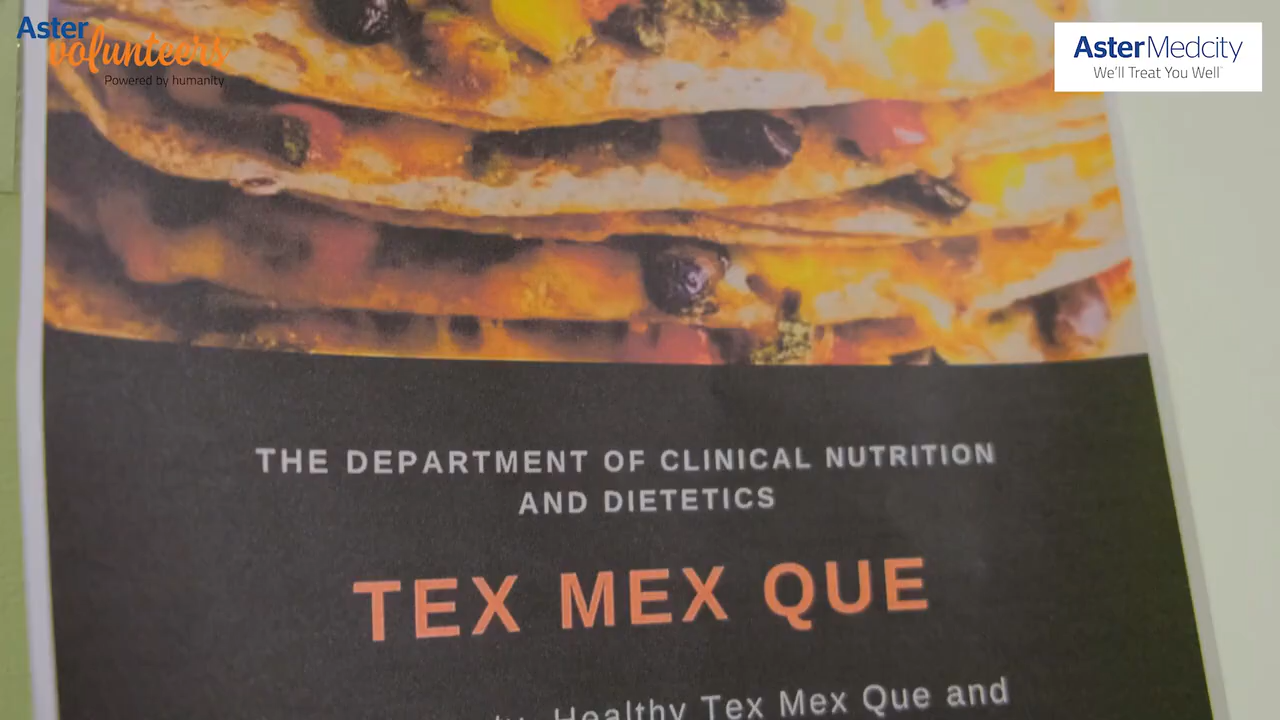 Aster
volunteers
Powered by humanity
Aster Medcity
We'll Treat You Well
THE DEPARTMENT OF CLINICAL NUTRITION
AND DIETETICS
TEX MEX QUE
Healthy Tex Mex Que and